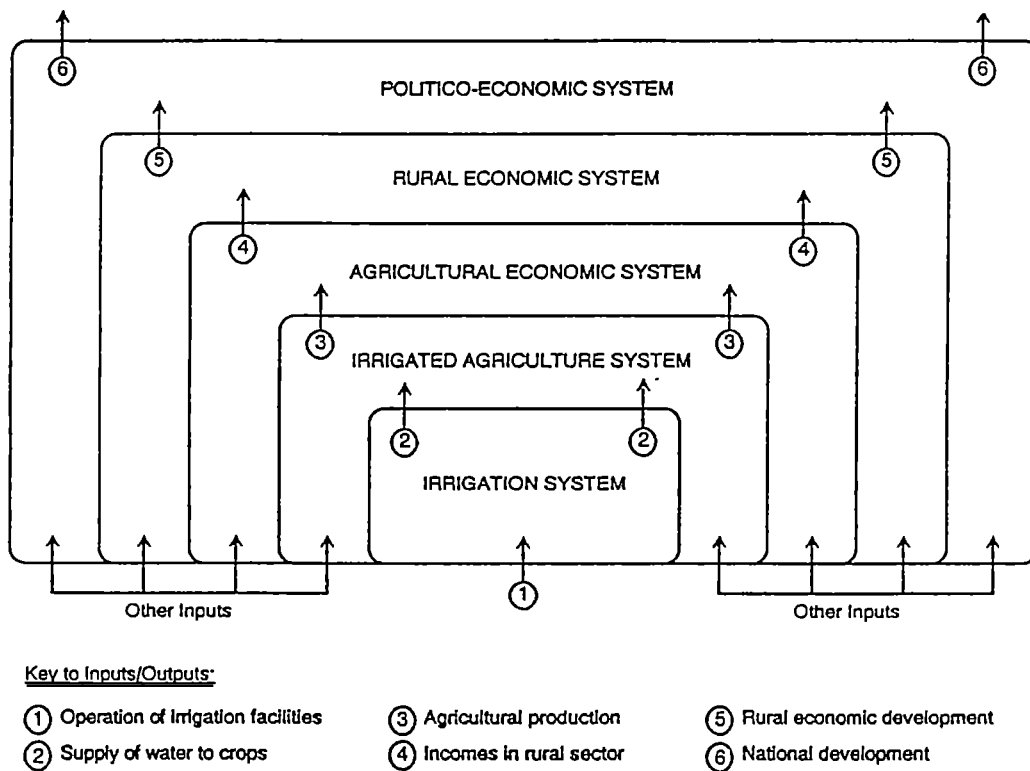 6 6
POLITICO-ECONOMIC SYSTEM
5 5
RURAL ECONOMIC SYSTEM
4 4
AGRICULTURAL ECONOMIC SYSTEM
3 3
IRRIGATED AGRICULTURE SYSTEM
2 2
IRRIGATION SYSTEM
1
Other Inputs Other Inputs
Key to Inputs/Outputs:
1 Operation of irrigation facilities 3 Agricultural production 5 Rural economic development
2 Supply of water to crops 4 Incomes in rural sector 6 National development